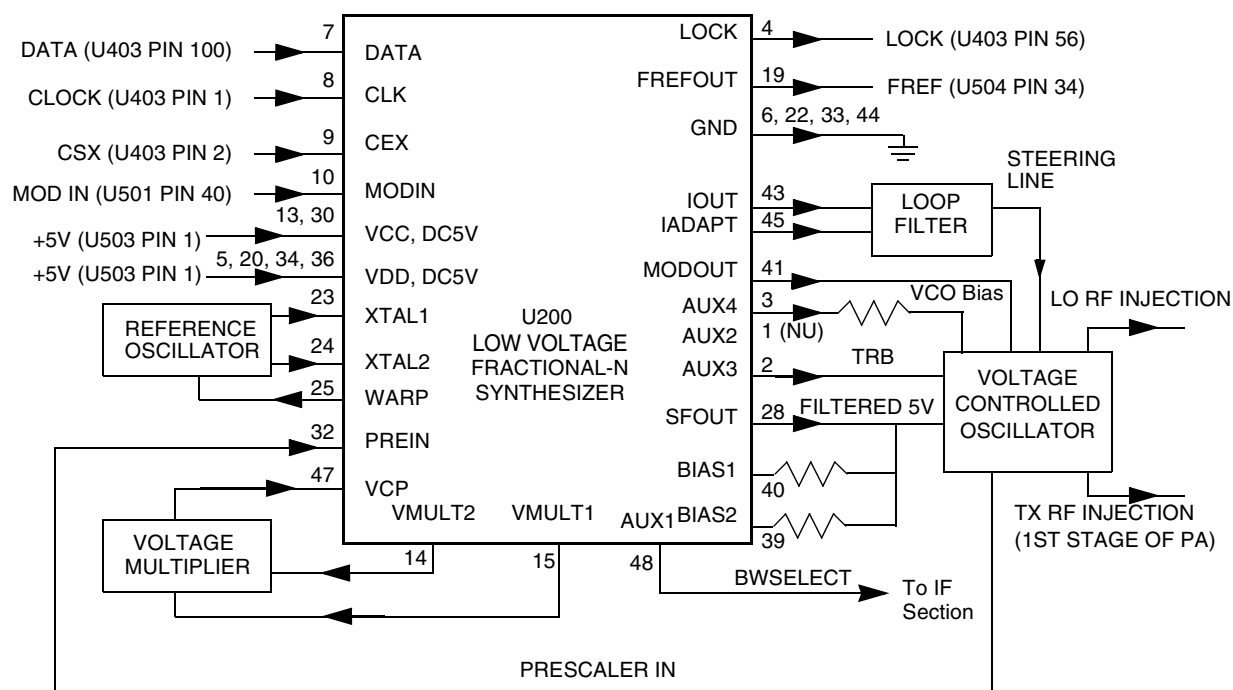 DATA (U403 PIN 100)
7
DATA
CLOCK (U403 PIN 1)
8
CLK
CSX (U403 PIN 2)
9
CEX
MOD IN (U501 PIN 40)
10
MODIN
+5V (U503 PIN 1)
13, 30
VCC, DC5V
+5V (U503 PIN 1)
5, 20, 34, 36
VDD, DC5V
REFERENCE
OSCILLATOR
23
XTAL1
24
XTAL2
25
WARP
32
PREIN
47
VCP
VOLTAGE
MULTIPLIER
VMULT2
14
VMULT1
15
AUX1
48
BWSELECT
To IF
Section
U200
LOW VOLTAGE
FRACTIONAL-N
SYNTHESIZER
LOCK
4
LOCK (U403 PIN 56)
FREFOUT
19
FREF (U504 PIN 34)
GND
6, 22, 33, 44
IOUT
43
IADAPT
45
LOOP
FILTER
STEERING
LINE
MODOUT
41
AUX4
3
VCO Bias
AUX2
1 (NU)
AUX3
2
TRB
SFOUT
28
FILTERED 5V
BIAS1
40
BIAS2
39
VOLTAGE
CONTROLLED
OSCILLATOR
LO RF INJECTION
TX RF INJECTION
(1ST STAGE OF PA)
PRESCALER IN